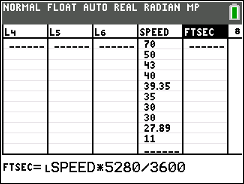 NORMAL FLOAT AUTO REAL RADIAN MP
L4 L5 L6 SPEED FTSEC 8
------ ------ ------ 70 ------
50
43
40
39.35
35
30
30
27.89
11
------
FTSEC=ʟSPEED*5280/3600